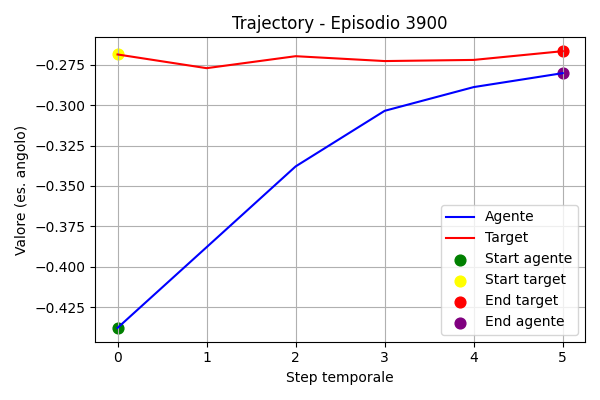 Trajectory - Episodio 3900
Valore (es. angolo)
−0.275
−0.300
−0.325
−0.350
−0.375
−0.400
−0.425
Agente
Target
Start agente
Start target
End target
End agente
0 1 2 3 4 5
Step temporale